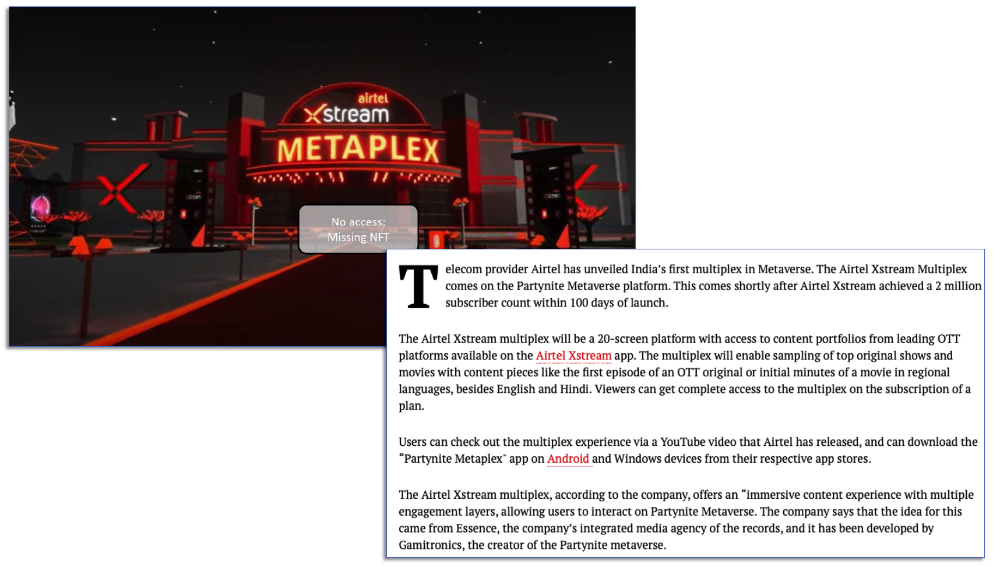 airtel
Xstream
METAPLEX
No access:
Missing NFT
Telecom provider Airtel has unveiled India’s first multiplex in Metaverse. The Airtel Xstream Multiplex
comes on the Partynite Metaverse platform. This comes shortly after Airtel Xstream achieved a 2 million
subscriber count within 100 days of launch.
The Airtel Xstream multiplex will be a 20-screen platform with access to content portfolios from leading OTT
platforms available on the Airtel Xstream app. The multiplex will enable sampling of top original shows and
movies with content pieces like the first episode of an OTT original or initial minutes of a movie in regional
languages, besides English and Hindi. Viewers can get complete access to the multiplex on the subscription of a
plan.
Users can check out the multiplex experience via a YouTube video that Airtel has released, and can download the
“Partynite Metaplex" app on Android and Windows devices from their respective app stores.
The Airtel Xstream multiplex, according to the company, offers an “immersive content experience with multiple
engagement layers, allowing users to interact on Partynite Metaverse. The company says that the idea for this
came from Essence, the company’s integrated media agency of the records, and it has been developed by
Gamitronics, the creator of the Partynite metaverse.